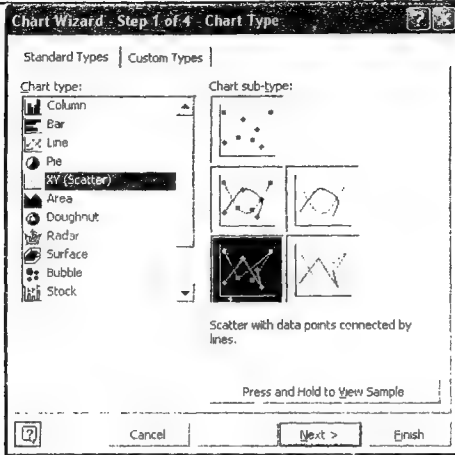 Chart Wizard - Step 1 of 4 - Chart Type
Standard Types
Custom Types
Chart type:
Column
Bar
Line
Pie
XY (Scatter)
Area
Doughnut
Radar
Surface
Bubble
Stock
Chart sub-type:
Scatter with data points connected by
lines.
Press and Hold to View Sample
Cancel
Next >
Finish